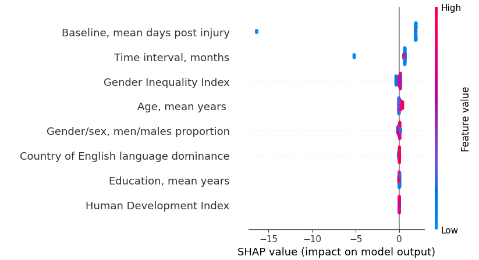 High
Baseline, mean days post injury
Time interval, months
Gender Inequality Index
Age, mean years
Gender/sex, men/males proportion
Country of English language dominance
Education, mean years
Human Development Index
Feature value
Low
−15 −10 −5 0
SHAP value (impact on model output)